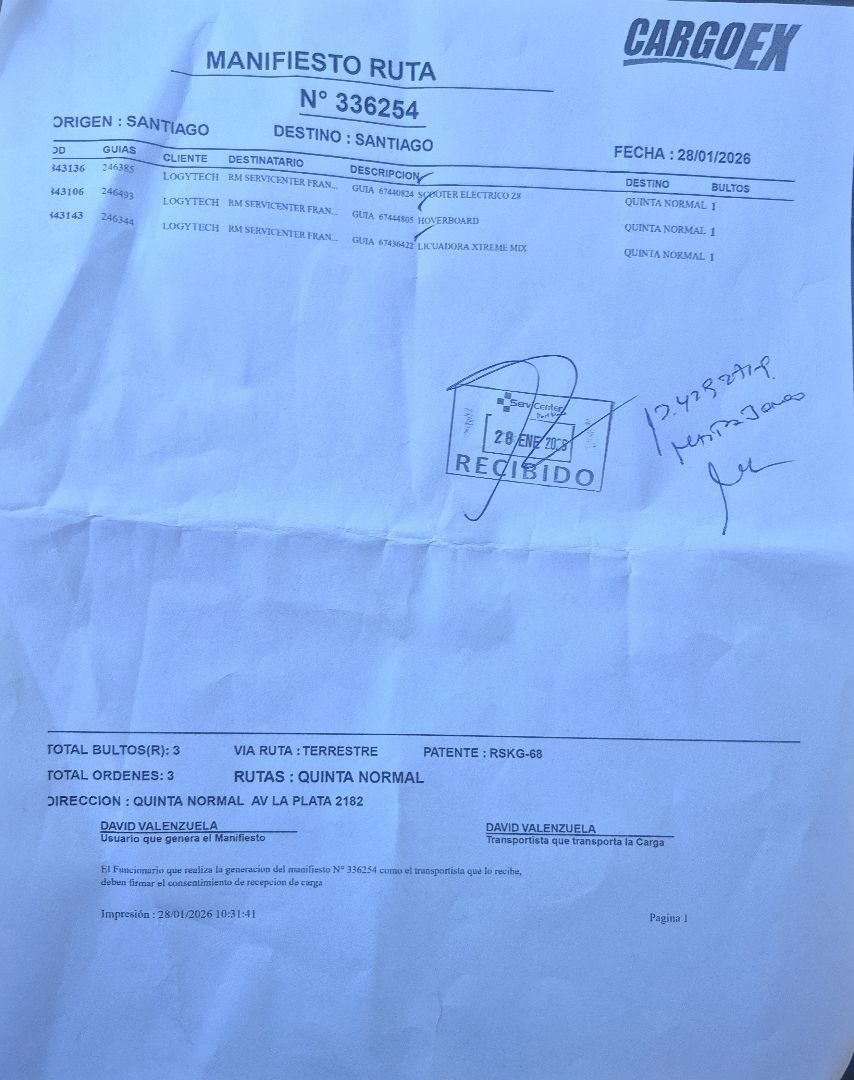 CARGOEX
MANIFIESTO RUTA
N° 336254
ORIGEN : SANTIAGO DESTINO : SANTIAGO FECHA : 28/01/2026
OD GUIAS CLIENTE DESTINATARIO DESCRIPCION DESTINO BULTOS
343136 246385 LOGYTECH RM SERVICENTER FRAN... GUIA 67440824 SCOOTER ELECTRICO Z8 QUINTA NORMAL 1
343106 246493 LOGYTECH RM SERVICENTER FRAN... GUIA 67444805 HOVERBOARD QUINTA NORMAL 1
343143 246344 LOGYTECH RM SERVICENTER FRAN... GUIA 67436422 LICUADORA XTREME MIX QUINTA NORMAL 1
ServiCenter
28 ENE
RECIBIDO
TOTAL BULTOS(R): 3 VIA RUTA : TERRESTRE PATENTE : RSKG-68
TOTAL ORDENES: 3 RUTAS : QUINTA NORMAL
DIRECCION : QUINTA NORMAL AV LA PLATA 2182
DAVID VALENZUELA DAVID VALENZUELA
Usuario que genera el Manifiesto Transportista que transporta la Carga
El Funcionario que realiza la generacion del manifiesto N° 336254 como el transportista que lo recibe,
deben firmar el consentimiento de recepcion de carga
Impresión : 28/01/2026 10:31:41 Pagina 1